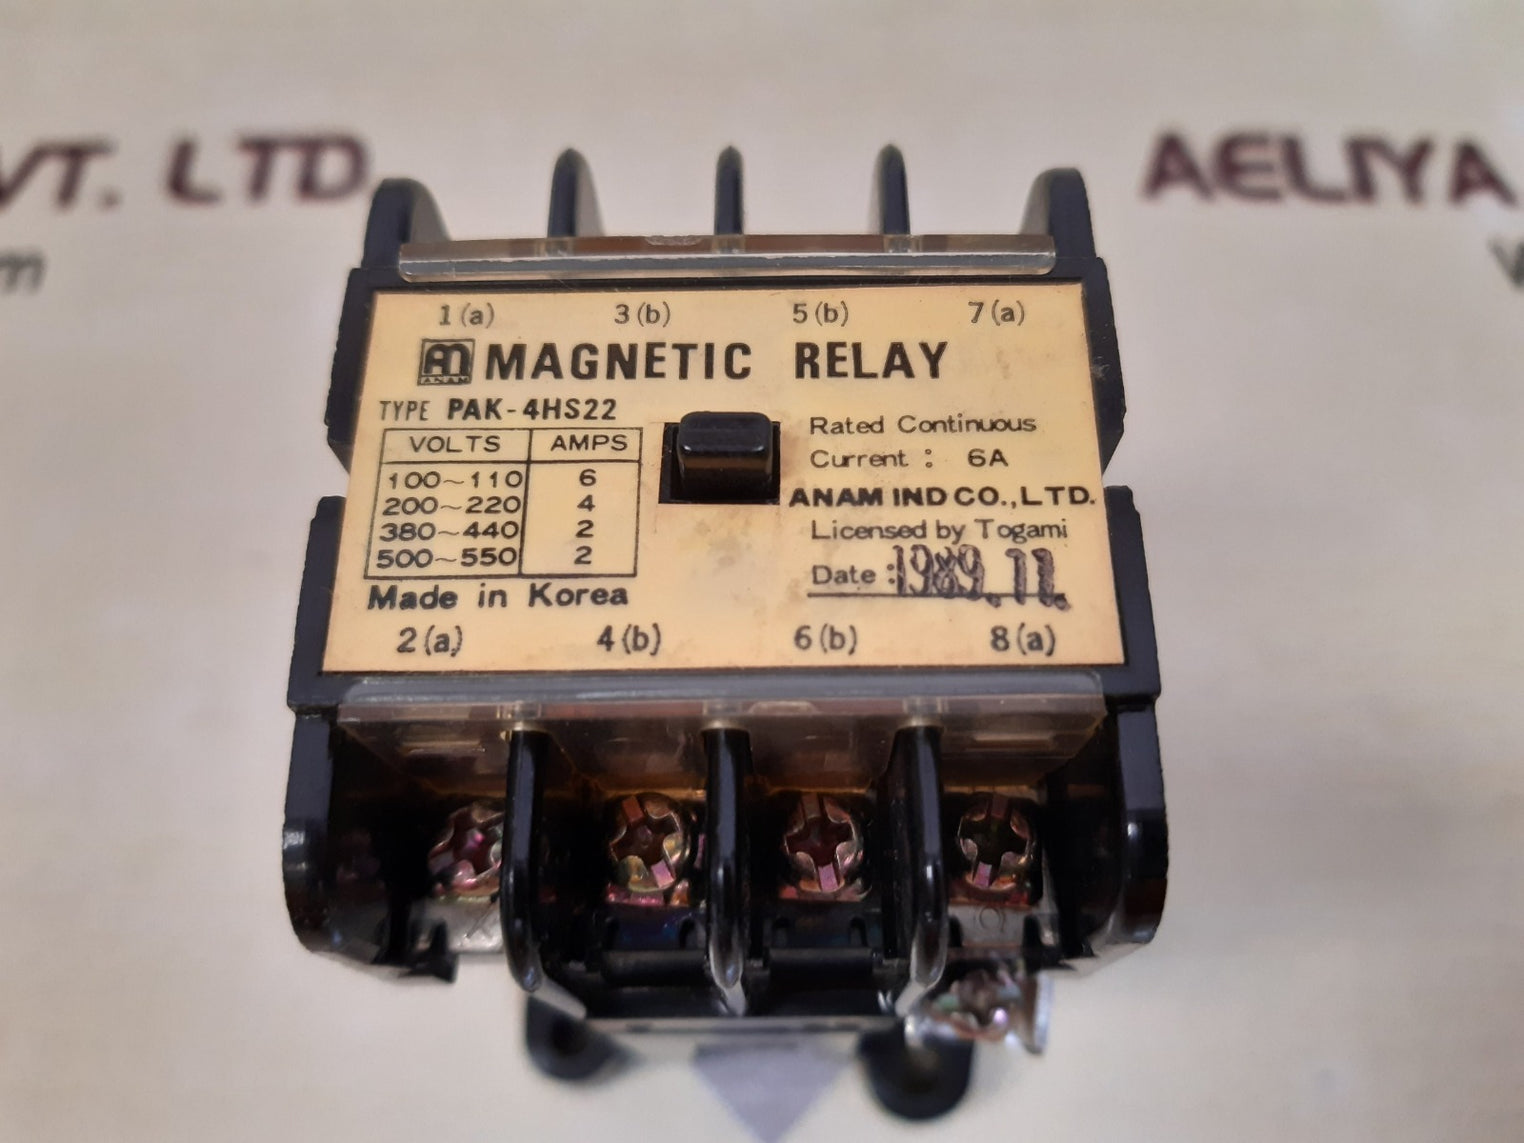 VT. LTD
AELIYA
m
1(a) 3(b) 5(b) 7(a)
AN ANAM MAGNETIC RELAY
TYPE PAK-4HS22
VOLTS AMPS
100~110 6
200~220 4
380~440 2
500~550 2
Made in Korea
Rated Continuous
Current : 6A
ANAM IND CO.,LTD.
Licensed by Togami
Date : 1989.11.
2(a) 4(b) 6(b) 8(a)